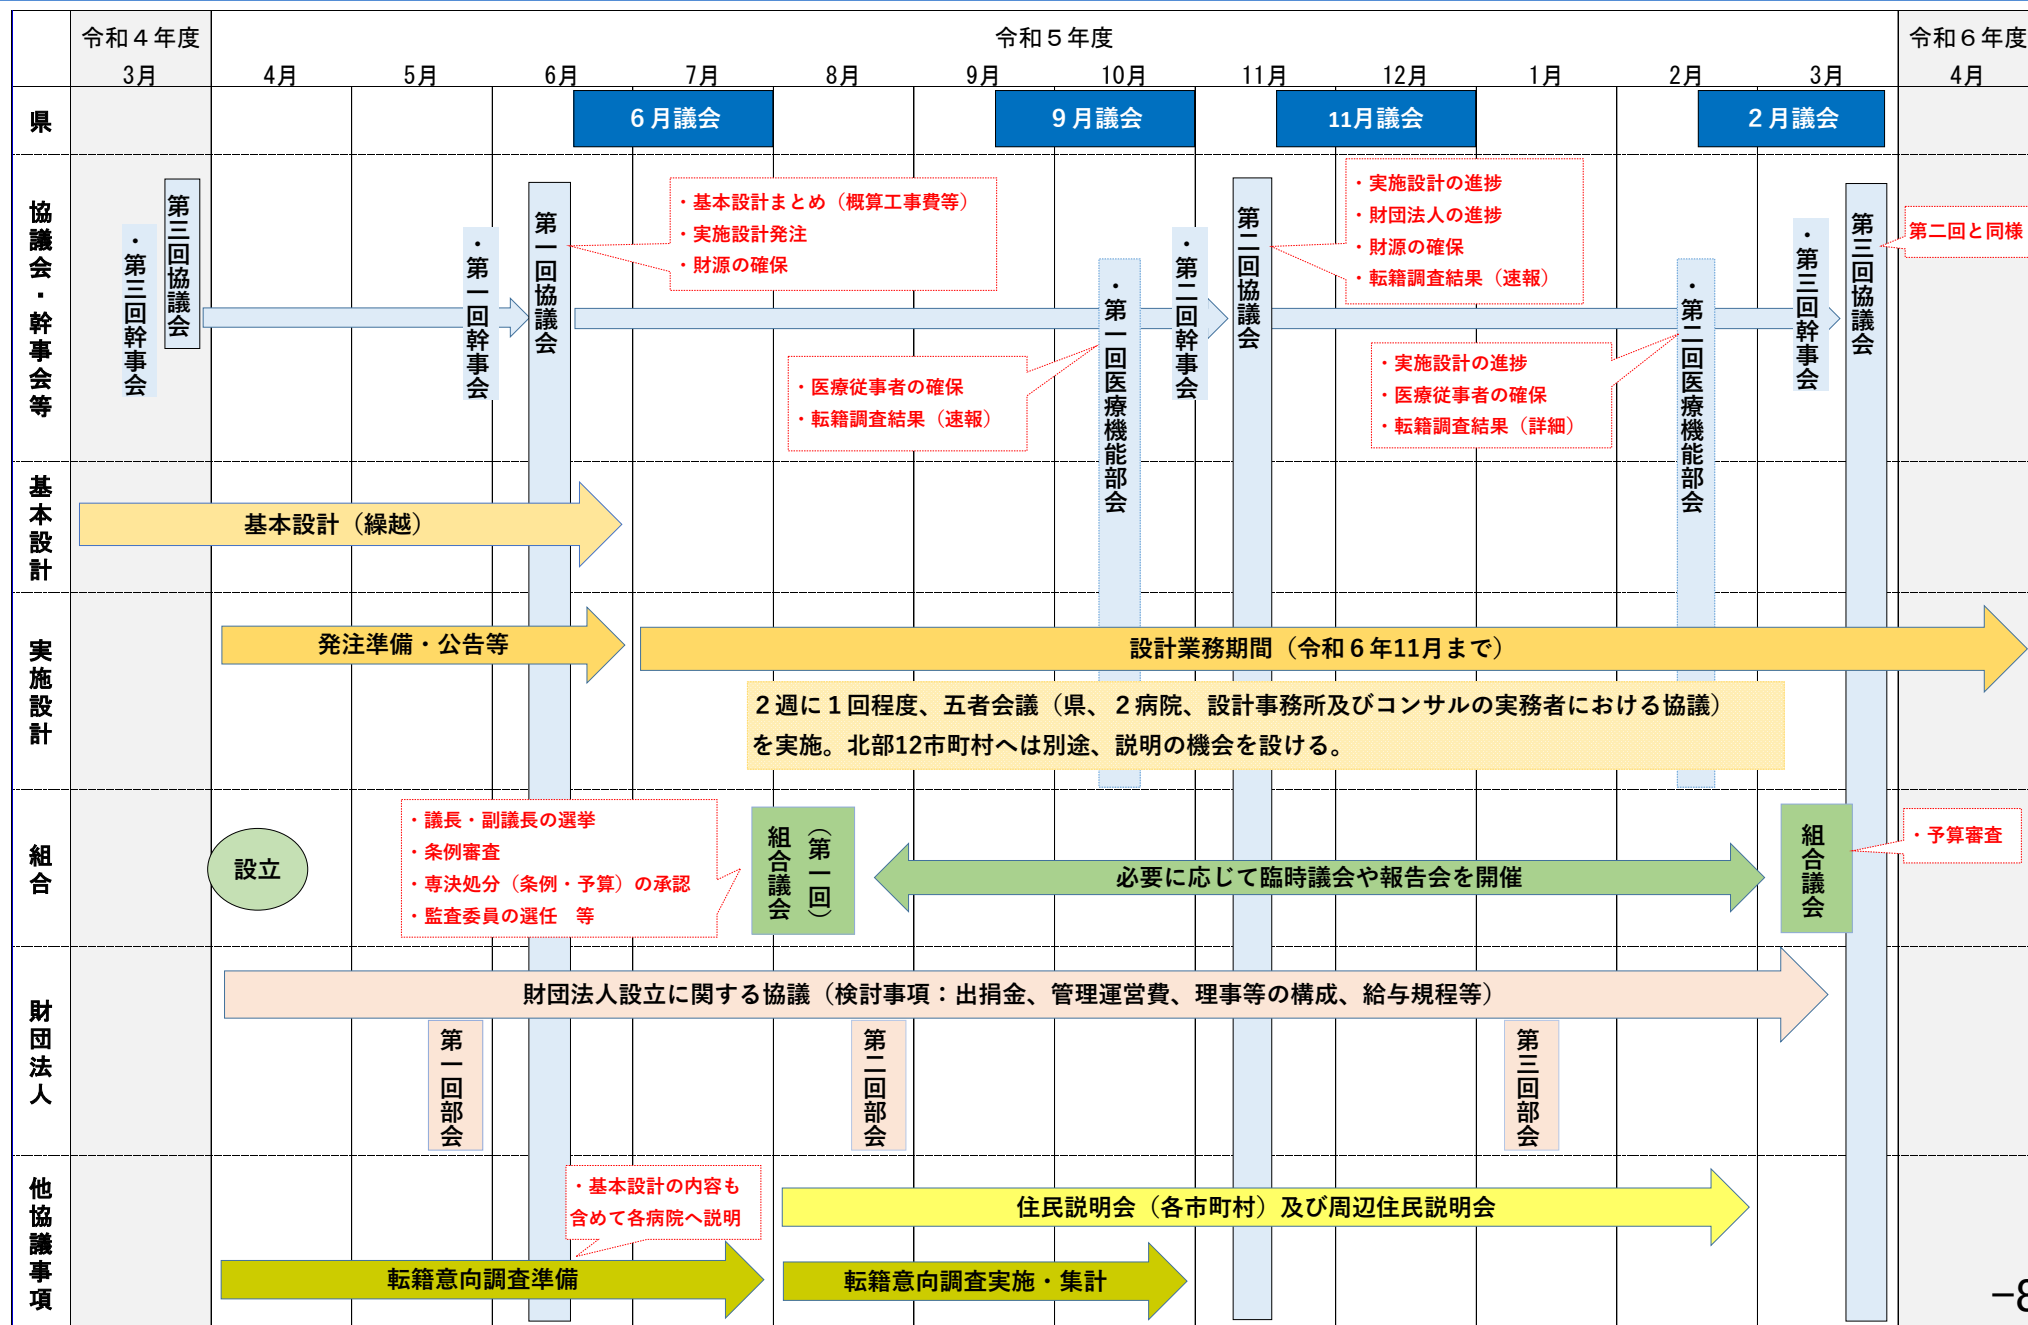 令和４年度
令和５年度
令和６年度
3月
4月
5月
6月
7月
8月
9月
10月
11月
12月
1月
2月
3月
4月
県
６月議会
９月議会
11月議会
２月議会
協議会・幹事会等
・第三回幹事会
第三回協議会
・第一回幹事会
第一回協議会
・基本設計まとめ（概算工事費等）
・実施設計発注
・財源の確保
・医療従事者の確保
・転籍調査結果（速報）
・第一回医療機能部会
・第二回幹事会
第二回協議会
・実施設計の進捗
・財団法人の進捗
・財源の確保
・転籍調査結果（速報）
・実施設計の進捗
・医療従事者の確保
・転籍調査結果（詳細）
・第二回医療機能部会
・第三回幹事会
第三回協議会
第二回と同様
基本設計
基本設計（繰越）
実施設計
発注準備・公告等
設計業務期間（令和６年11月まで）
２週に１回程度、五者会議（県、２病院、設計事務所及びコンサルの実務者における協議）
を実施。北部12市町村へは別途、説明の機会を設ける。
組合
設立
・議長・副議長の選挙
・条例審査
・専決処分（条例・予算）の承認
・監査委員の選任　等
組合議会
（第一回）
必要に応じて臨時議会や報告会を開催
組合議会
・予算審査
財団法人
財団法人設立に関する協議（検討事項：出捐金、管理運営費、理事等の構成、給与規程等）
第一回部会
第二回部会
第三回部会
他協議事項
・基本設計の内容も
含めて各病院へ説明
住民説明会（各市町村）及び周辺住民説明会
転籍意向調査準備
転籍意向調査実施・集計
−8